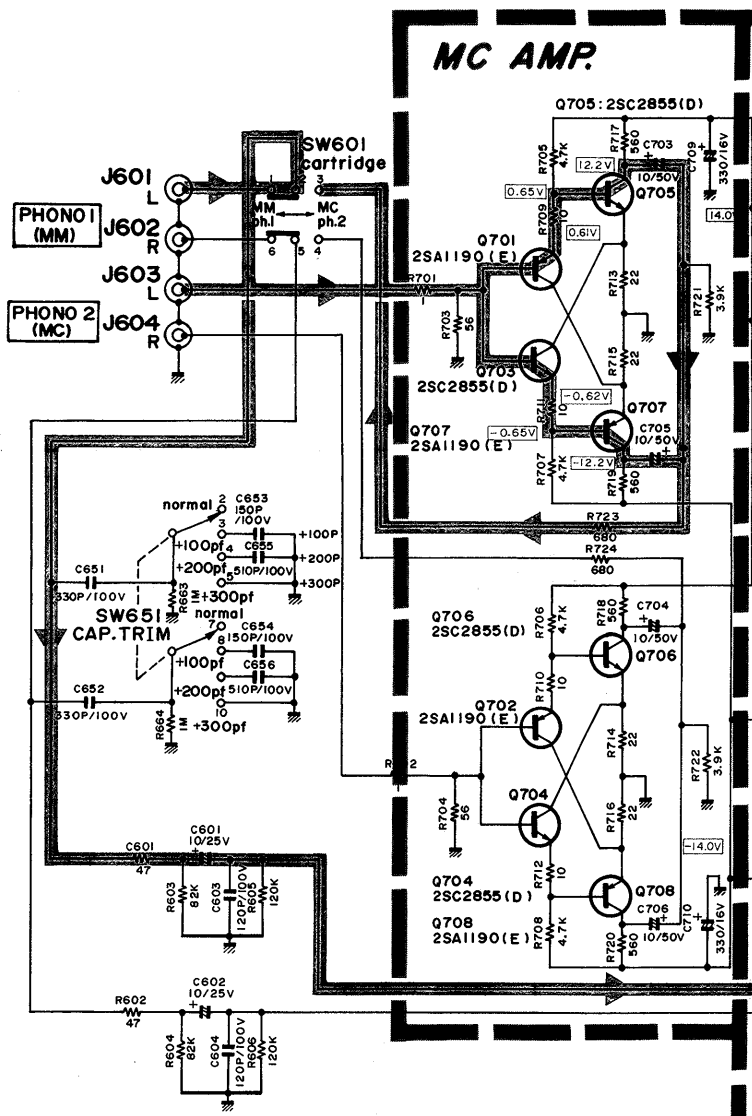 MC AMP.
Q705: 2SC2855(D)
SW601
cartridge
J601
L
1
2
3
MM
ph.1
MC
ph.2
6
5
4
PHONO 1
(MM)
J602
R
J603
L
PHONO 2
(MC)
J604
R
R705
4.7K
R717
560
C703
10/50V
C709
330/16V
12.2V
Q705
0.65V
R709
10
0.61V
14.0
Q701
2SA1190(E)
R701
1
R703
56
R713
22
R721
3.9K
R715
22
Q703
2SC2855(D)
-0.62V
R711
10
Q707
Q707
2SA1190(E)
-0.65V
C705
10/50V
R707
4.7K
-12.2V
R719
560
R723
680
R724
680
normal
2
C653
150P
/100V
3
+100P
+100pf
4
C655
+200P
+200pf
510P/100V
5
+300P
1M
+300pf
C651
330P/100V
R663
SW651
CAP. TRIM
normal
7
C654
150P/100V
8
+100pf
C656
+200pf
510P/100V
10
+300pf
C652
330P/100V
R664
1M
Q706
2SC2855(D)
R706
4.7K
R718
560
C704
10/50V
Q706
R710
10
Q702
2SA1190(E)
R714
22
R722
3.9K
R704
56
Q704
R716
22
-14.0V
R712
10
Q704
2SC2855(D)
Q708
C706
10/50V
C710
330/16V
Q708
2SA1190(E)
R708
4.7K
R720
560
C601
47
C601
10/25V
R603
82K
C603
120P/100V
R605
120K
R602
47
C602
10/25V
R604
82K
C604
120P/100V
R606
120K